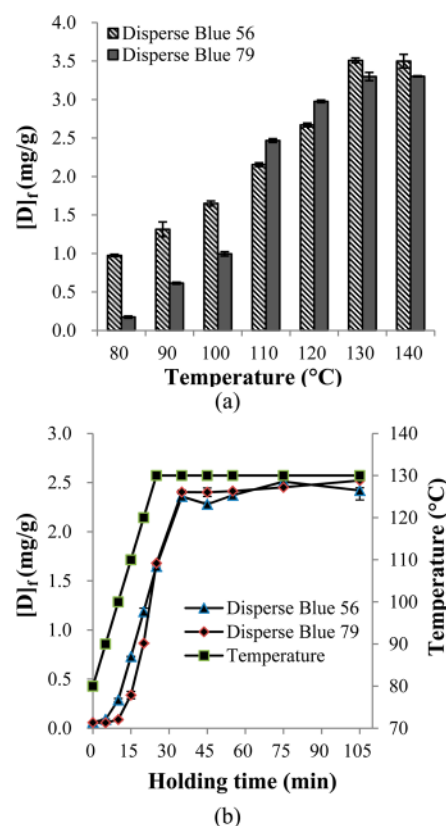 Disperse Blue 56
Disperse Blue 79
[D]f (mg/g)
4.0
3.5
3.0
2.5
2.0
1.5
1.0
0.5
0.0
80 90 100 110 120 130 140
Temperature (°C)
(a)
[D]f (mg/g)
3.0
2.5
2.0
1.5
1.0
0.5
0.0
Disperse Blue 56
Disperse Blue 79
Temperature
140
130
120
110
100
90
80
70
Temperature (°C)
0 15 30 45 60 75 90 105
Holding time (min)
(b)